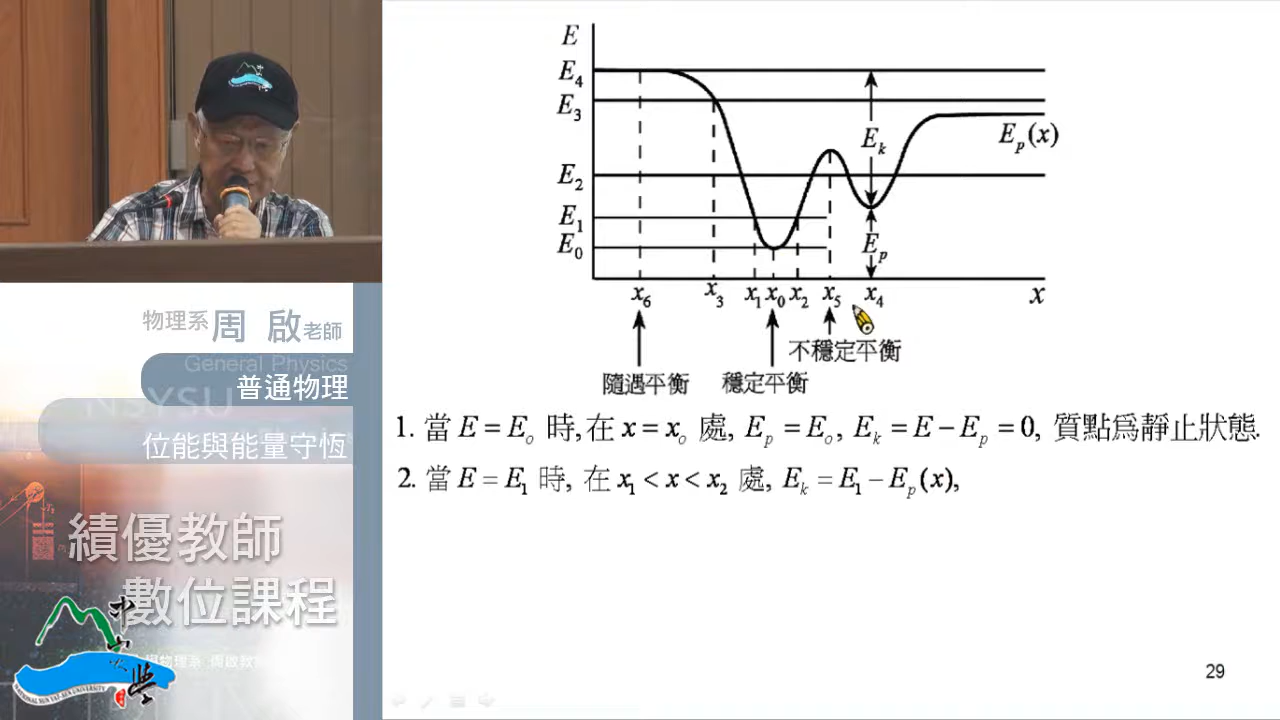 物理系 周 啟 老師
General Physics
普通物理
NSYSU
位能與能量守恆
績優教師
數位課程
E
E₄
E₃
E₂
E₁
E₀
Eₖ
Eₚ(x)
Eₚ
x₆ x₃ x₁ x₀ x₂ x₅ x₄ x
不穩定平衡
隨遇平衡 穩定平衡
1. 當 E = Eₒ 時, 在 x = xₒ 處, Eₚ = Eₒ, Eₖ = E − Eₚ = 0, 質點為靜止狀態.
2. 當 E = E₁ 時, 在 x₁ < x < x₂ 處, Eₖ = E₁ − Eₚ(x),
29